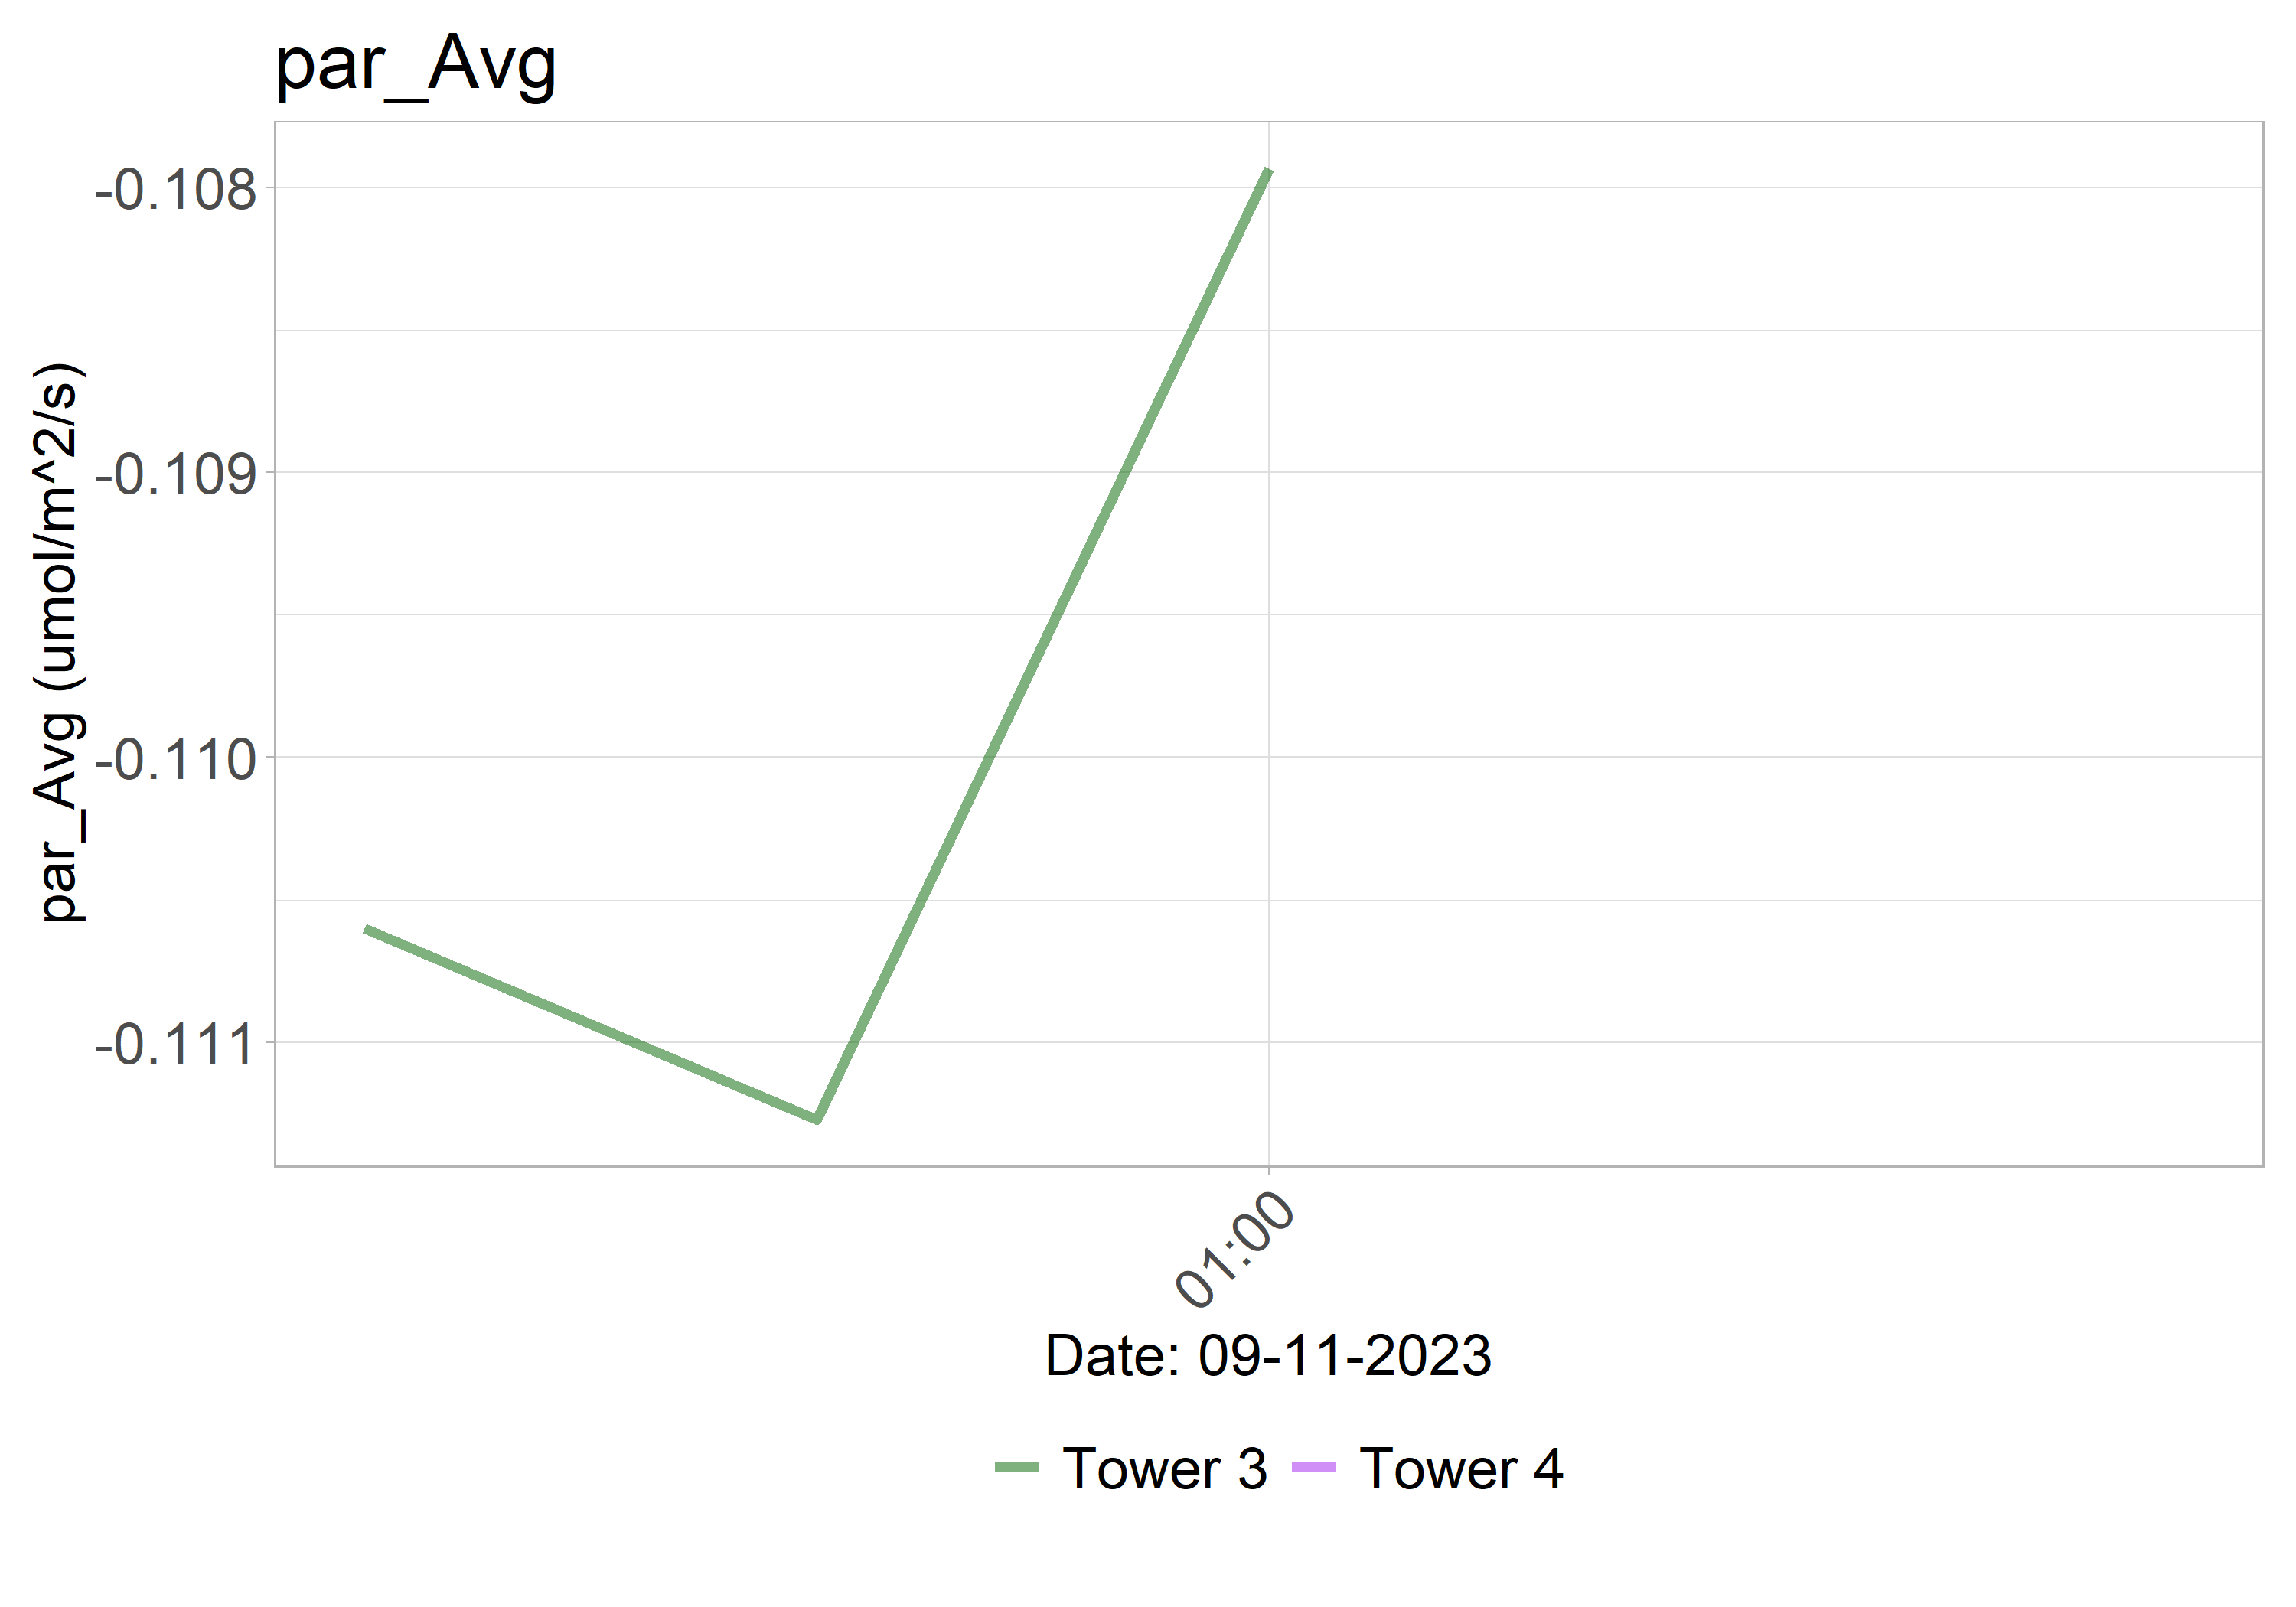 par_Avg
par_Avg (umol/m^2/s)
-0.108
-0.109
-0.110
-0.111
01:00
Date: 09-11-2023
Tower 3 Tower 4